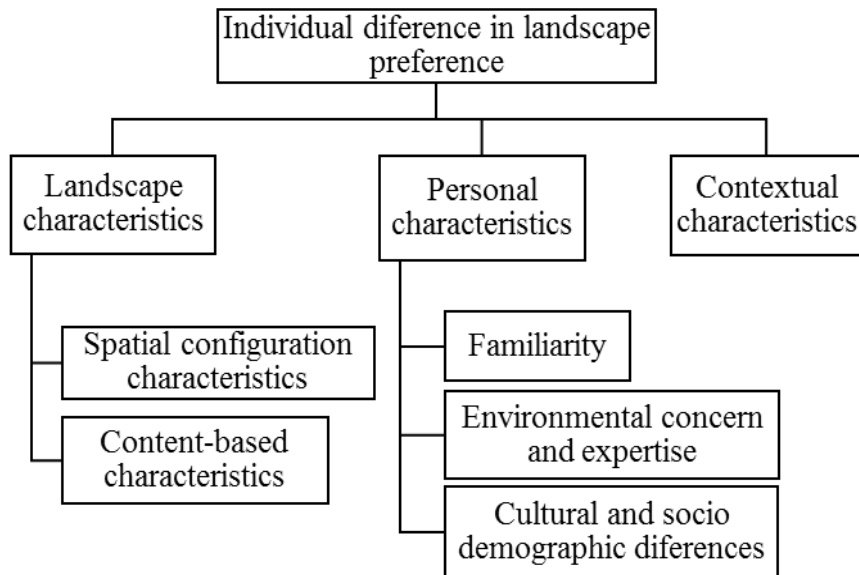 Individual diference in landscape
preference
Landscape
characteristics
Personal
characteristics
Contextual
characteristics
Spatial configuration
characteristics
Content-based
characteristics
Familiarity
Environmental concern
and expertise
Cultural and socio
demographic diferences